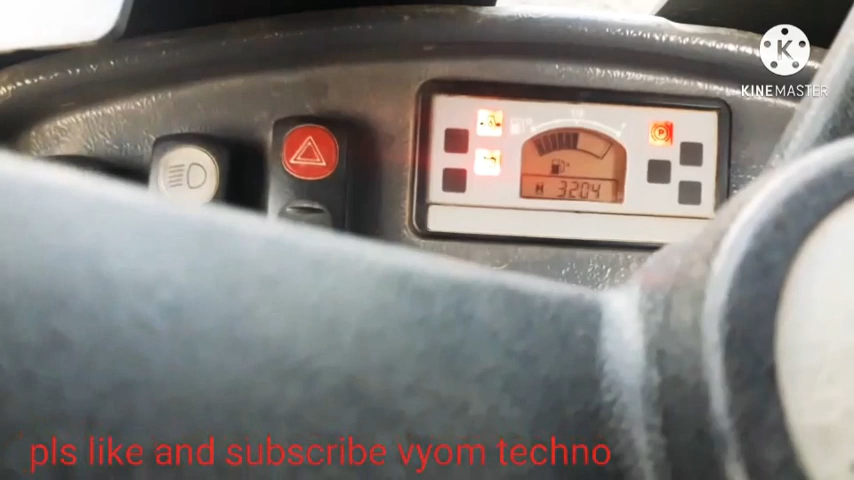 K
KINEMASTER
P
H 3204
pls like and subscribe vyom techno